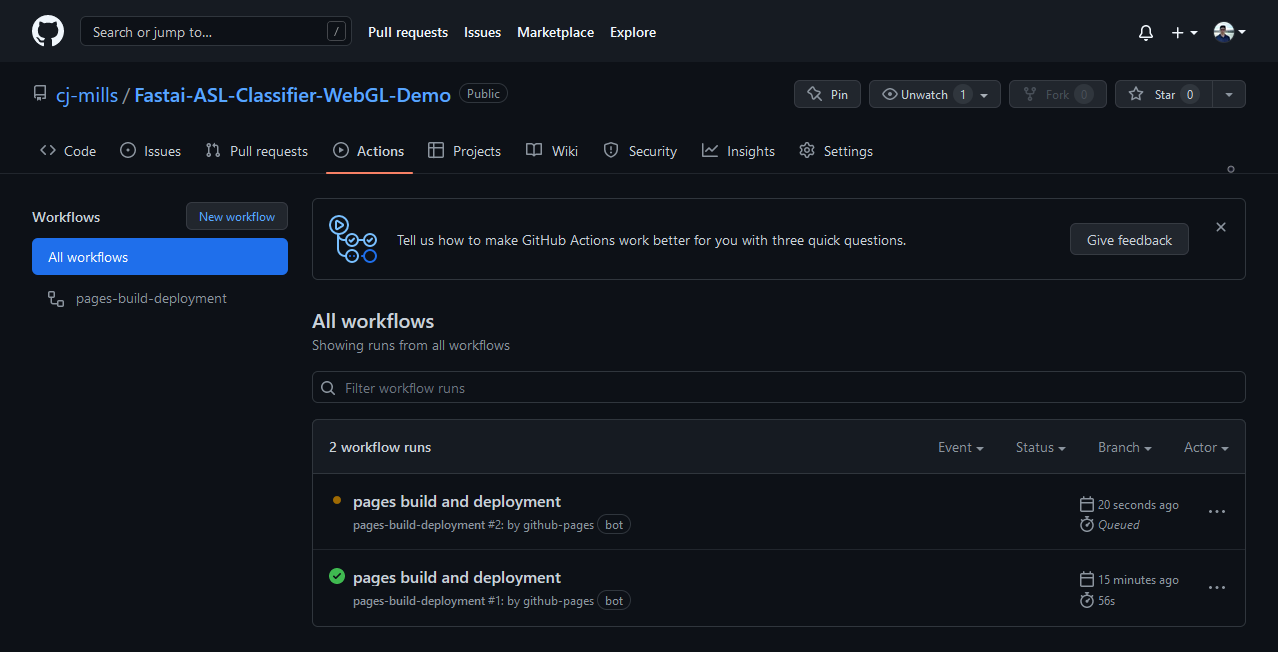 Search or jump to... /
Pull requests Issues Marketplace Explore
cj-mills / Fastai-ASL-Classifier-WebGL-Demo Public
Pin Unwatch 1 Fork 0 Star 0
Code Issues Pull requests Actions Projects Wiki Security Insights Settings
Workflows New workflow
All workflows
pages-build-deployment
Tell us how to make GitHub Actions work better for you with three quick questions. Give feedback
All workflows
Showing runs from all workflows
Filter workflow runs
2 workflow runs Event Status Branch Actor
pages build and deployment
pages-build-deployment #2: by github-pages bot
20 seconds ago
Queued
pages build and deployment
pages-build-deployment #1: by github-pages bot
15 minutes ago
56s